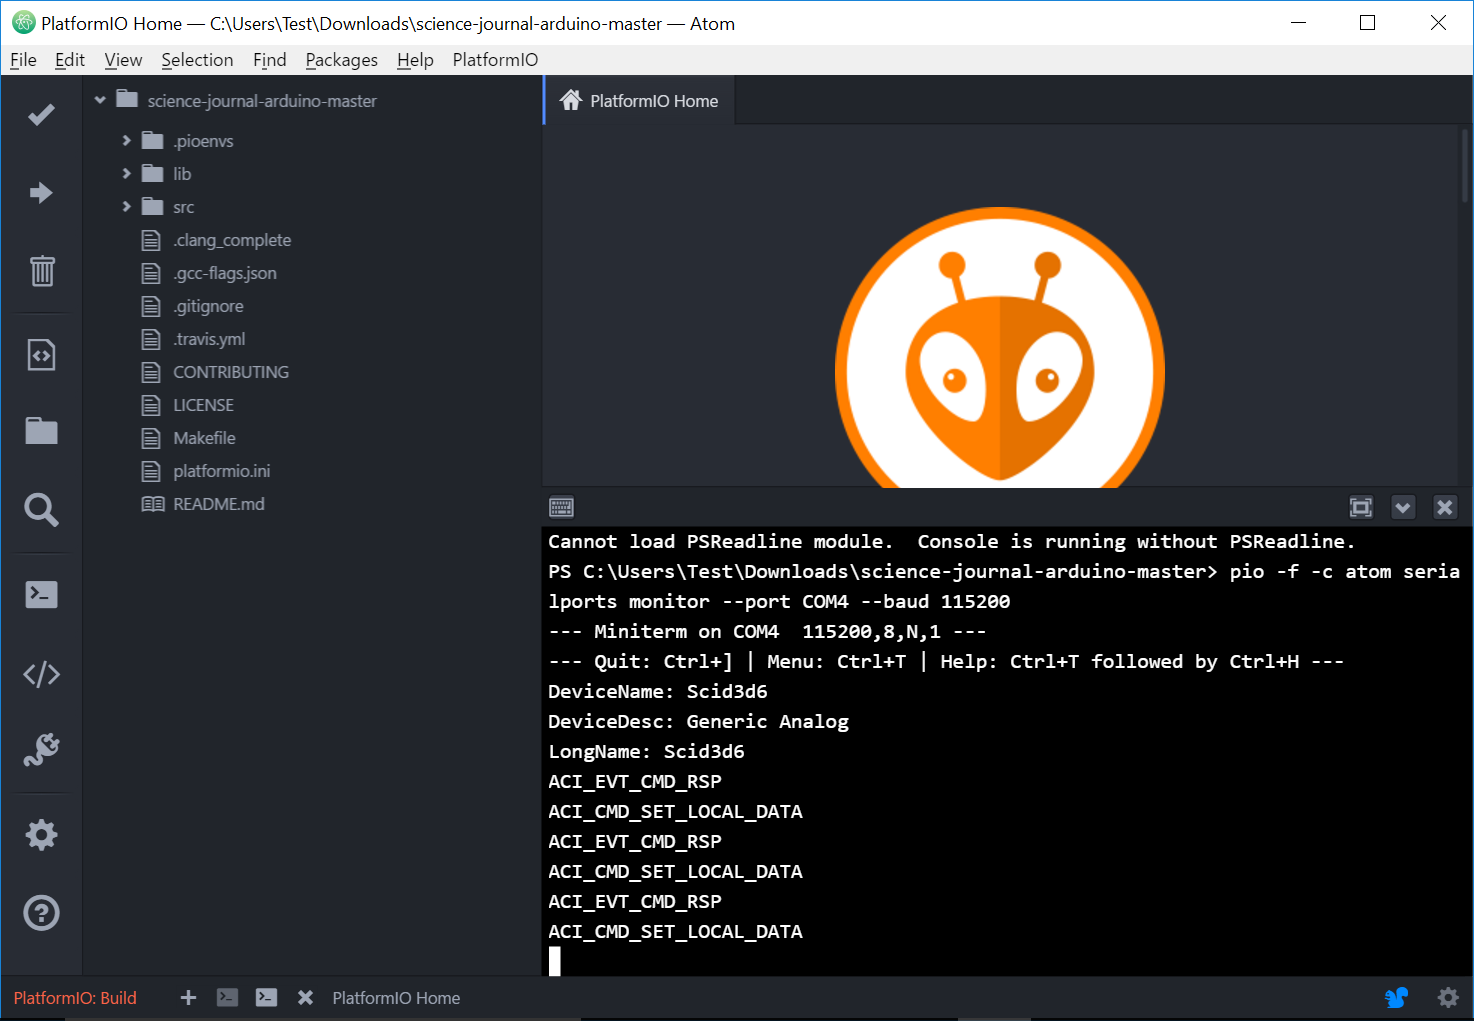 PlatformIO Home — C:\Users\Test\Downloads\science-journal-arduino-master — Atom
File Edit View Selection Find Packages Help PlatformIO
science-journal-arduino-master
.pioenvs
lib
src
.clang_complete
.gcc-flags.json
.gitignore
.travis.yml
CONTRIBUTING
LICENSE
Makefile
platformio.ini
README.md
PlatformIO Home
Cannot load PSReadline module.  Console is running without PSReadline.
PS C:\Users\Test\Downloads\science-journal-arduino-master> pio -f -c atom seria
lports monitor --port COM4 --baud 115200
--- Miniterm on COM4  115200,8,N,1 ---
--- Quit: Ctrl+] | Menu: Ctrl+T | Help: Ctrl+T followed by Ctrl+H ---
DeviceName: Scid3d6
DeviceDesc: Generic Analog
LongName: Scid3d6
ACI_EVT_CMD_RSP
ACI_CMD_SET_LOCAL_DATA
ACI_EVT_CMD_RSP
ACI_CMD_SET_LOCAL_DATA
ACI_EVT_CMD_RSP
ACI_CMD_SET_LOCAL_DATA
PlatformIO: Build
PlatformIO Home